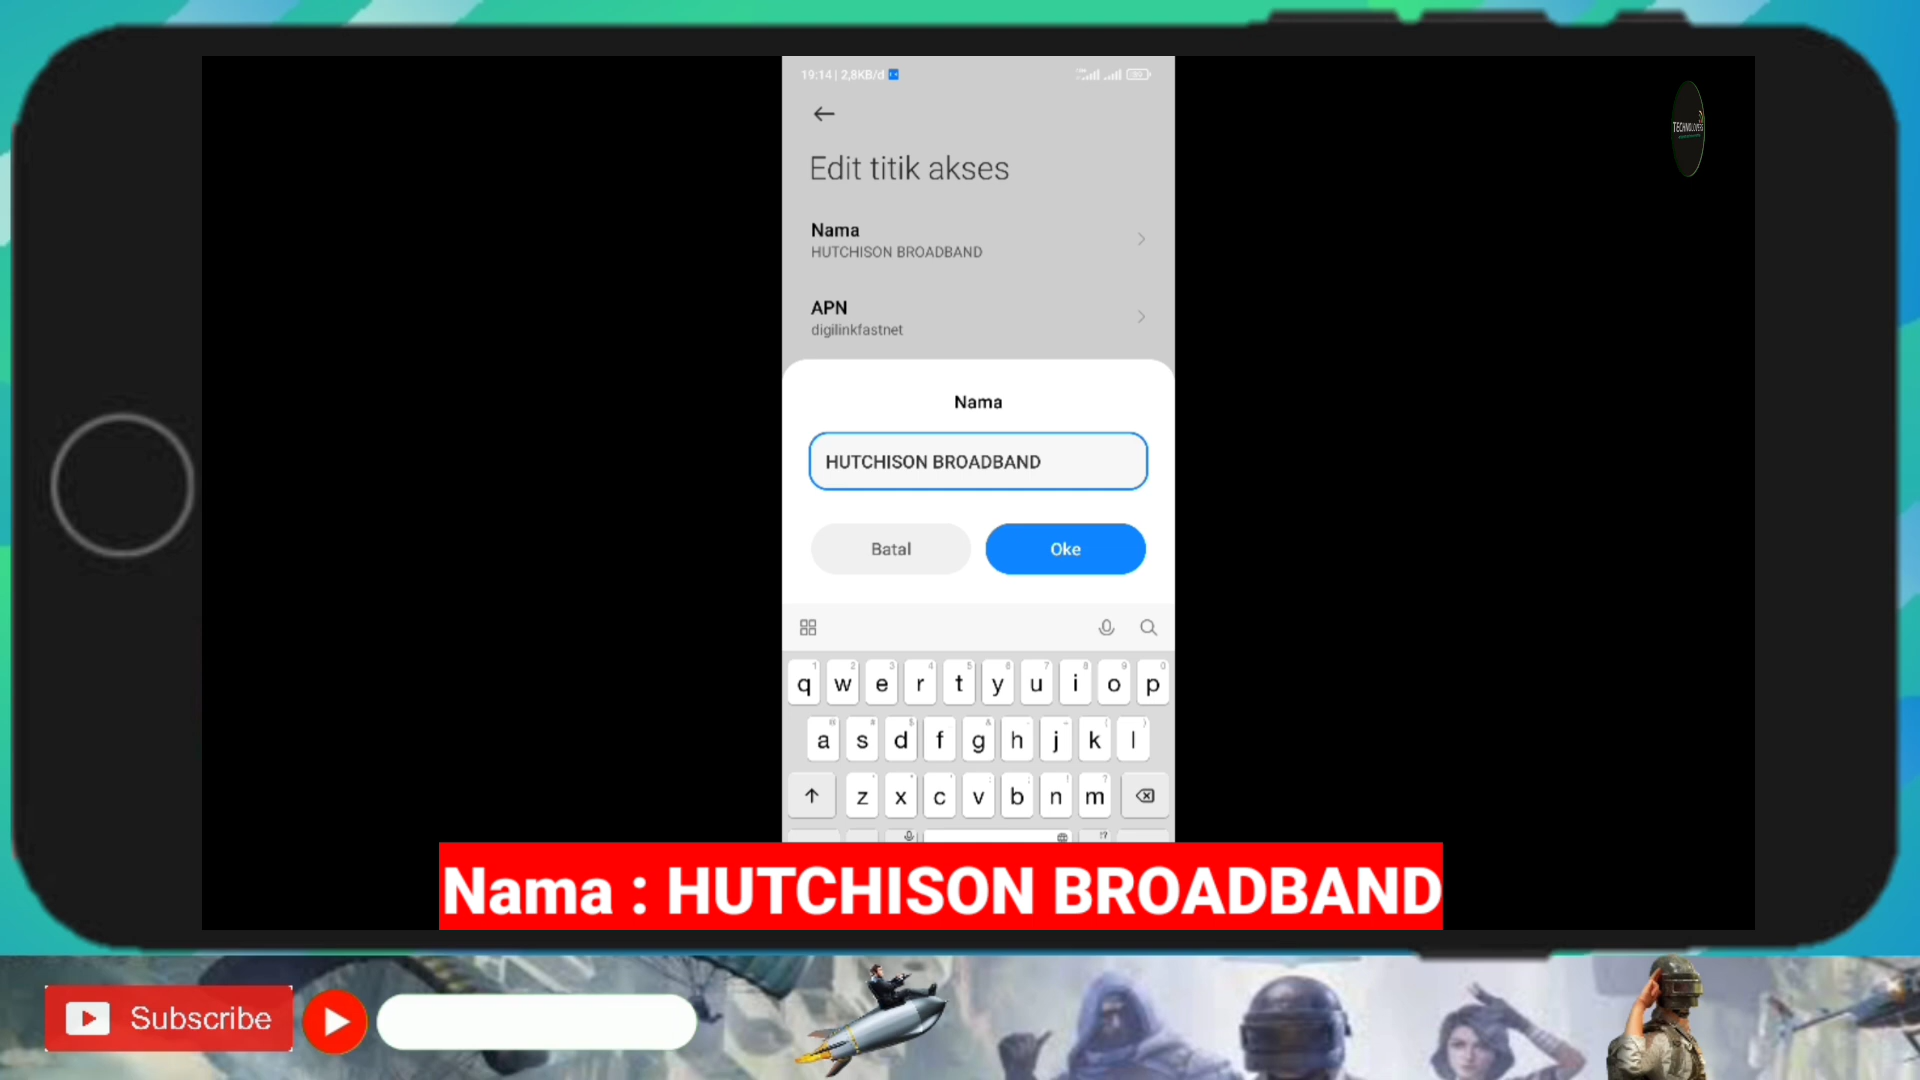 19:14 | 2,8KB/d
Edit titik akses
Nama
HUTCHISON BROADBAND
APN
digilinkfastnet
Nama
HUTCHISON BROADBAND
Batal
Oke
q w e r t y u i o p
a s d f g h j k l
z x c v b n m
!?
Nama : HUTCHISON BROADBAND
Subscribe